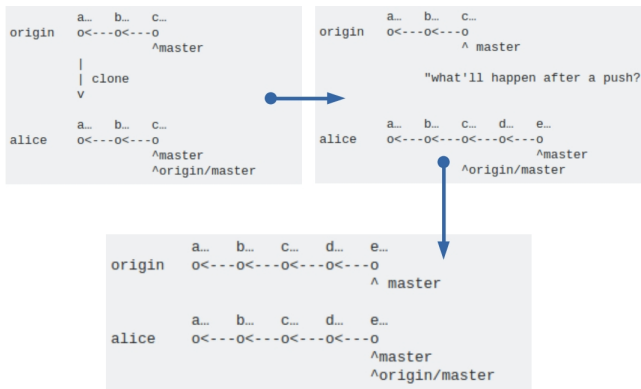 a… b… c…
origin o<---o<---o
^master
|
| clone
v
a… b… c…
alice o<---o<---o
^master
^origin/master
a… b… c…
origin o<---o<---o
^ master
"what'll happen after a push?
a… b… c… d… e…
alice o<---o<---o<---o<---o
^master
^origin/master
a… b… c… d… e…
origin o<---o<---o<---o<---o
^ master
a… b… c… d… e…
alice o<---o<---o<---o<---o
^master
^origin/master